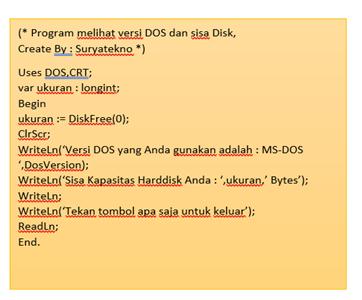 (* Program melihat versi DOS dan sisa Disk,
Create By : Suryatekno *)
Uses DOS,CRT;
var ukuran : longint;
Begin
ukuran := DiskFree(0);
ClrScr;
WriteLn(‘Versi DOS yang Anda gunakan adalah : MS-DOS
‘,DosVersion);
WriteLn(‘Sisa Kapasitas Harddisk Anda : ‘,ukuran,’ Bytes’);
WriteLn;
WriteLn(‘Tekan tombol apa saja untuk keluar’);
ReadLn;
End.